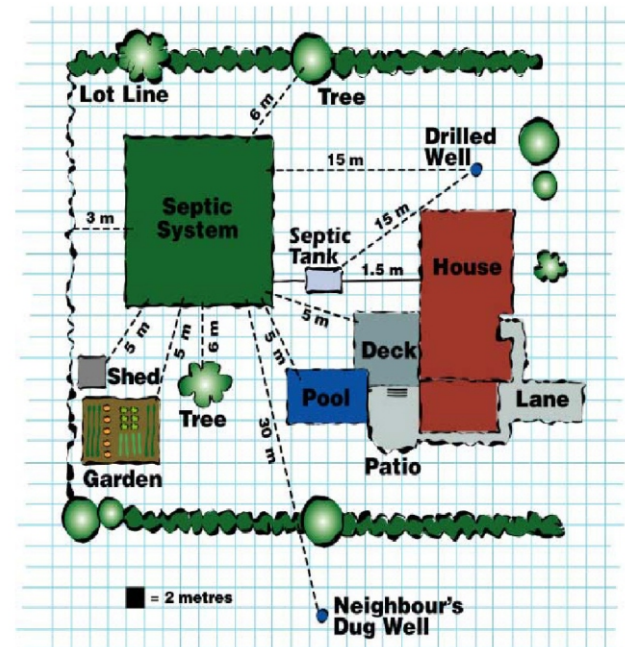 Lot Line
Tree
6 m
Drilled
Well
15 m
3 m
Septic
System
Septic
Tank
15 m
1.5 m
House
5 m
5 m
5 m
6 m
5 m
Deck
Shed
Tree
Pool
Lane
30 m
Patio
Garden
= 2 metres
Neighbour's
Dug Well